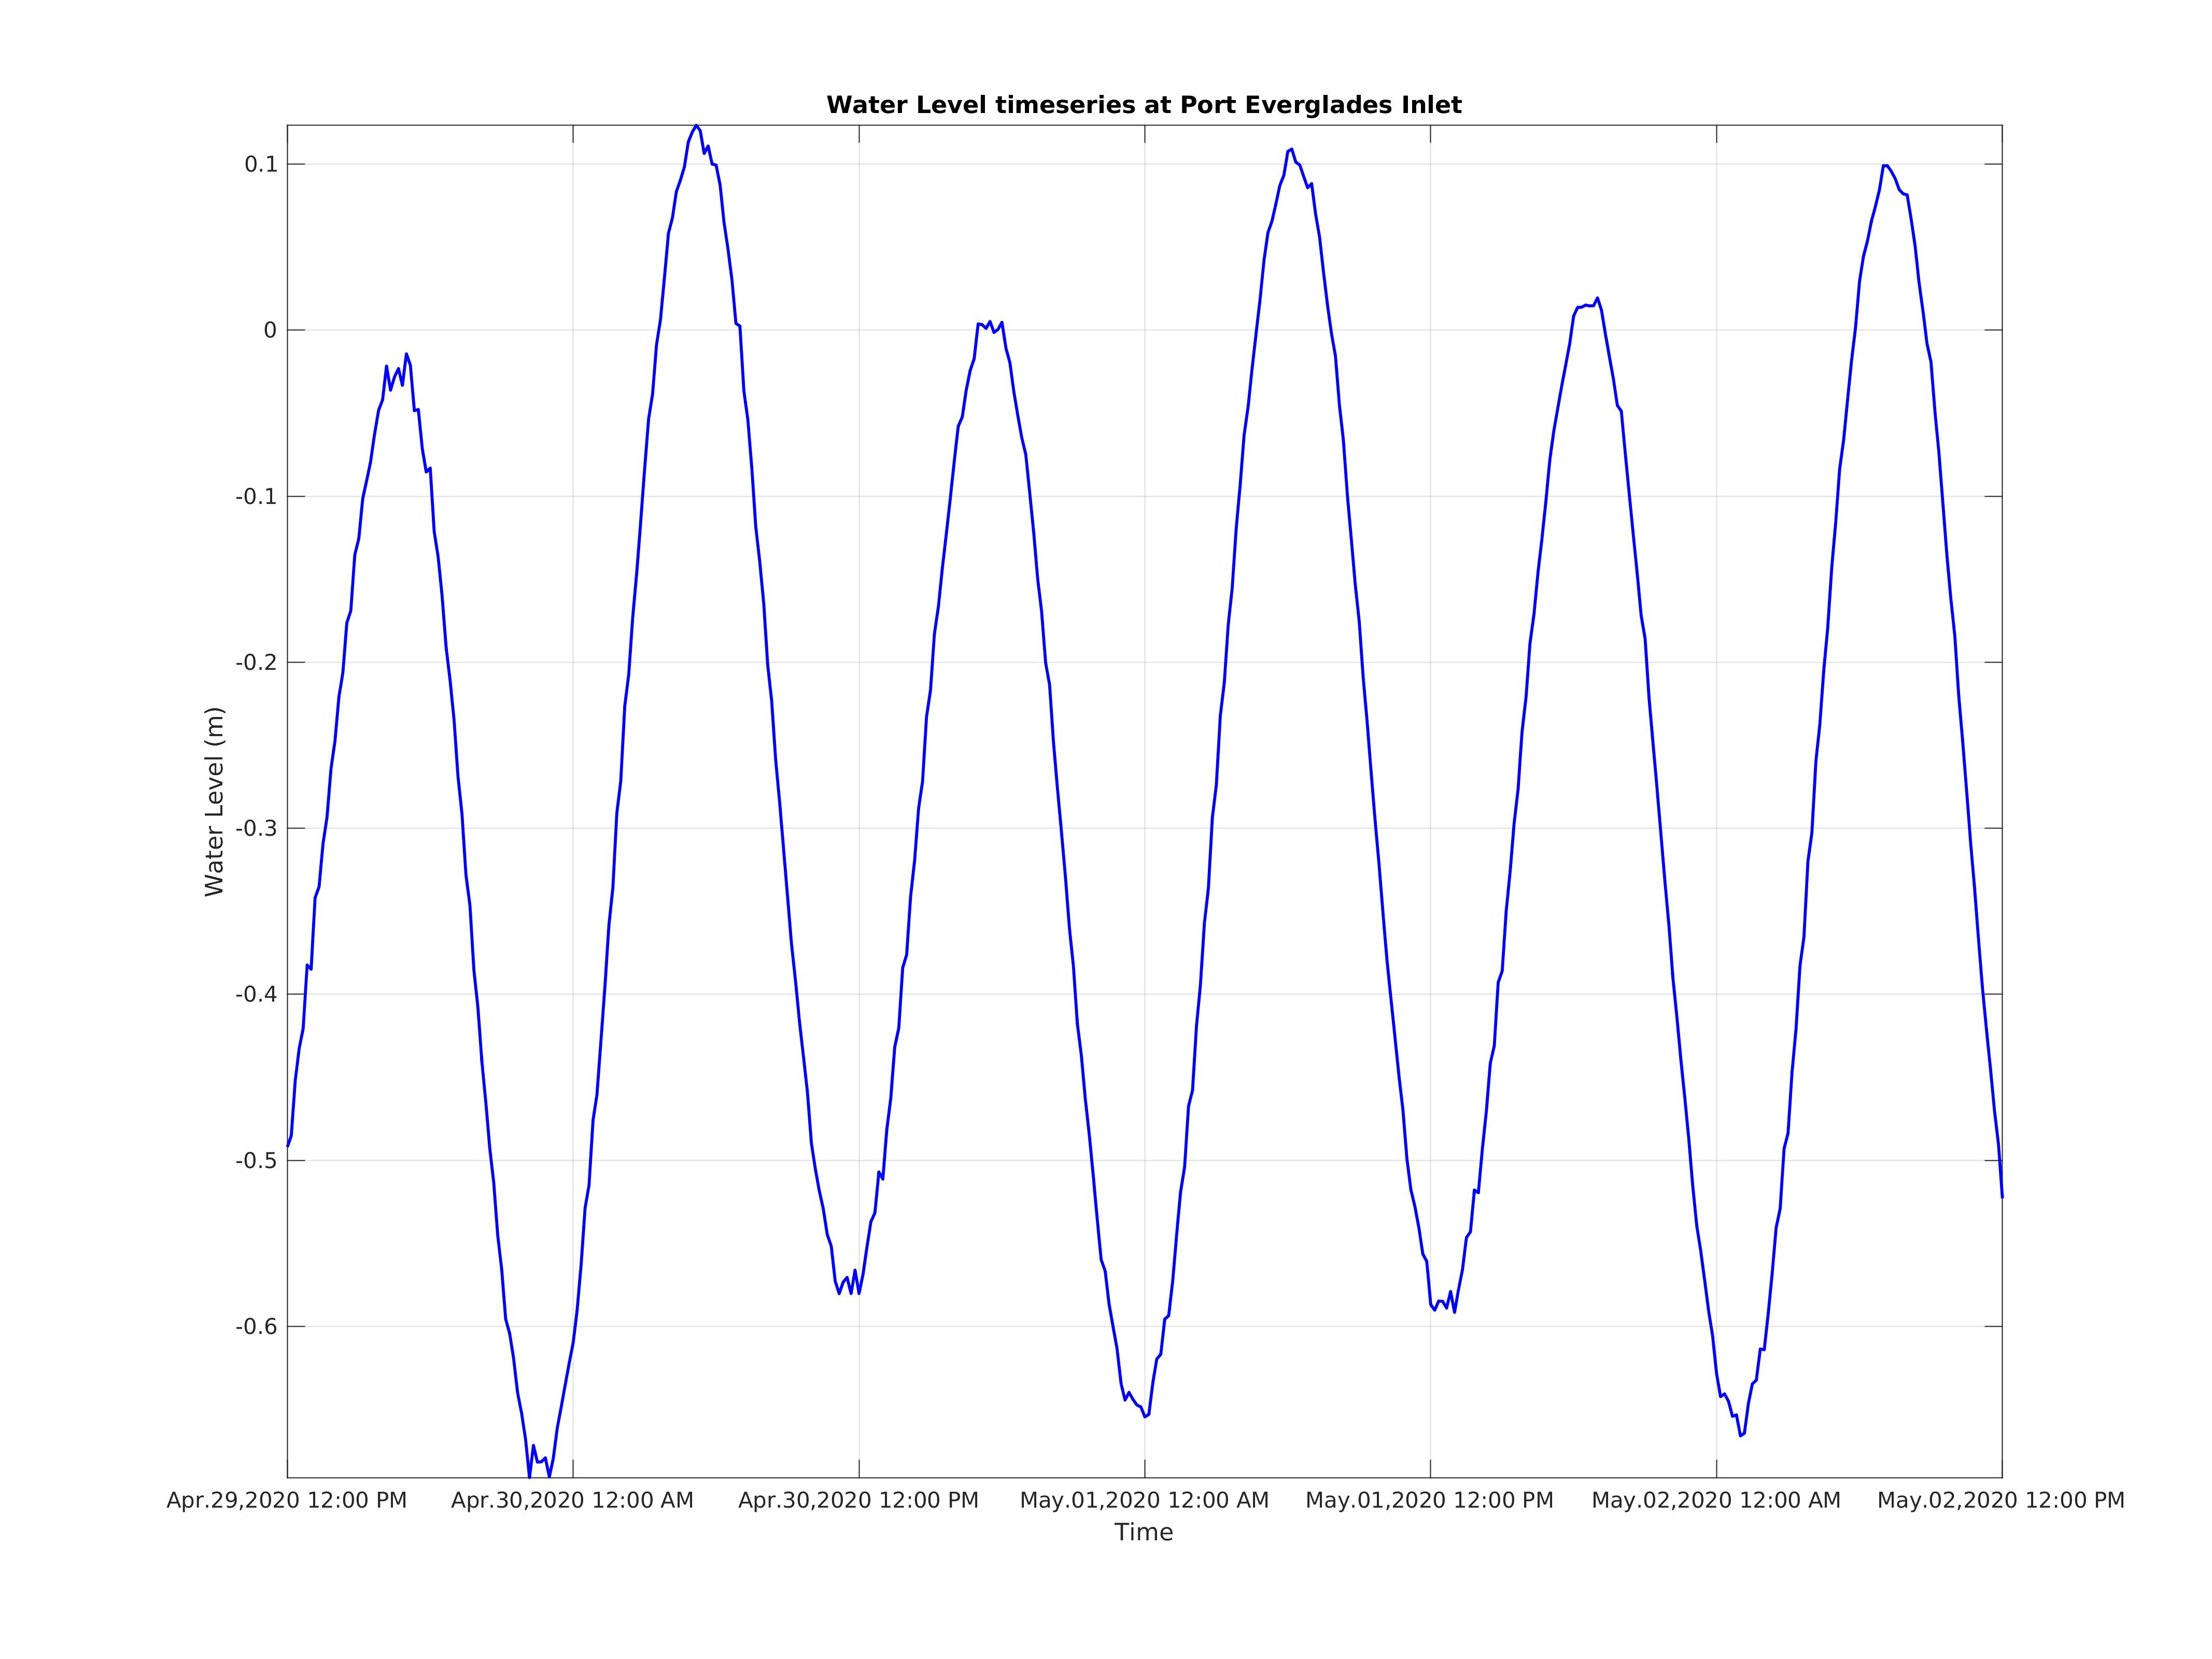 Water Level timeseries at Port Everglades Inlet
0.1
0
-0.1
-0.2
-0.3
-0.4
-0.5
-0.6
Water Level (m)
Apr.29,2020 12:00 PM
Apr.30,2020 12:00 AM
Apr.30,2020 12:00 PM
May.01,2020 12:00 AM
May.01,2020 12:00 PM
May.02,2020 12:00 AM
May.02,2020 12:00 PM
Time